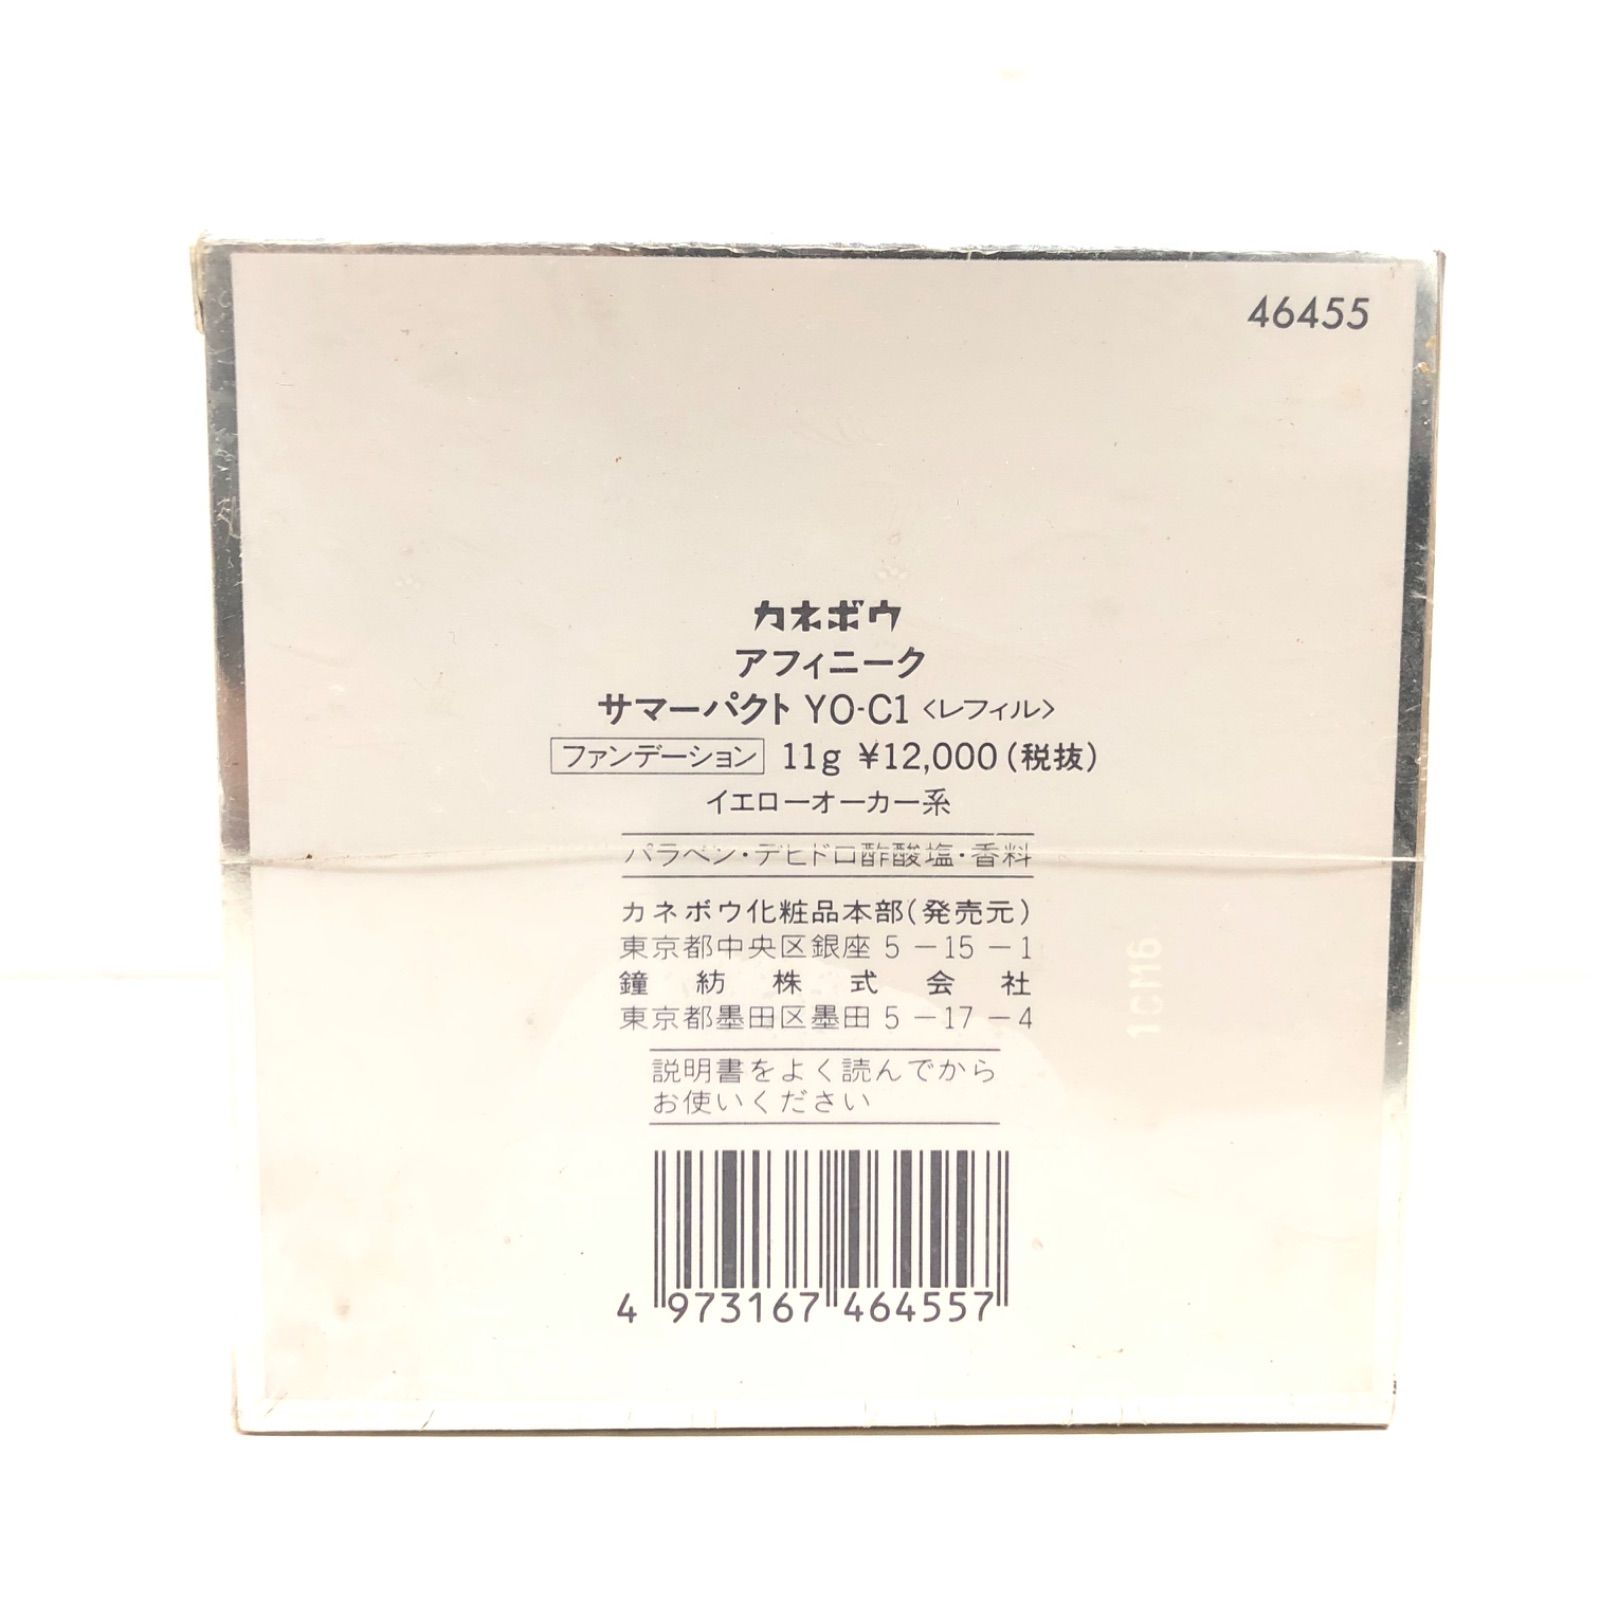 46455
カネボウ
アフィニーク
サマーパクト YO-C1 <レフィル>
ファンデーション 11g ¥12,000(税抜)
イエローオーカー系
パラベン・デヒドロ酢酸塩・香料
カネボウ化粧品本部(発売元)
東京都中央区銀座 5-15-1
鐘紡株式会社
東京都墨田区墨田 5-17-4
説明書をよく読んでから
お使いください
4 973167 464557